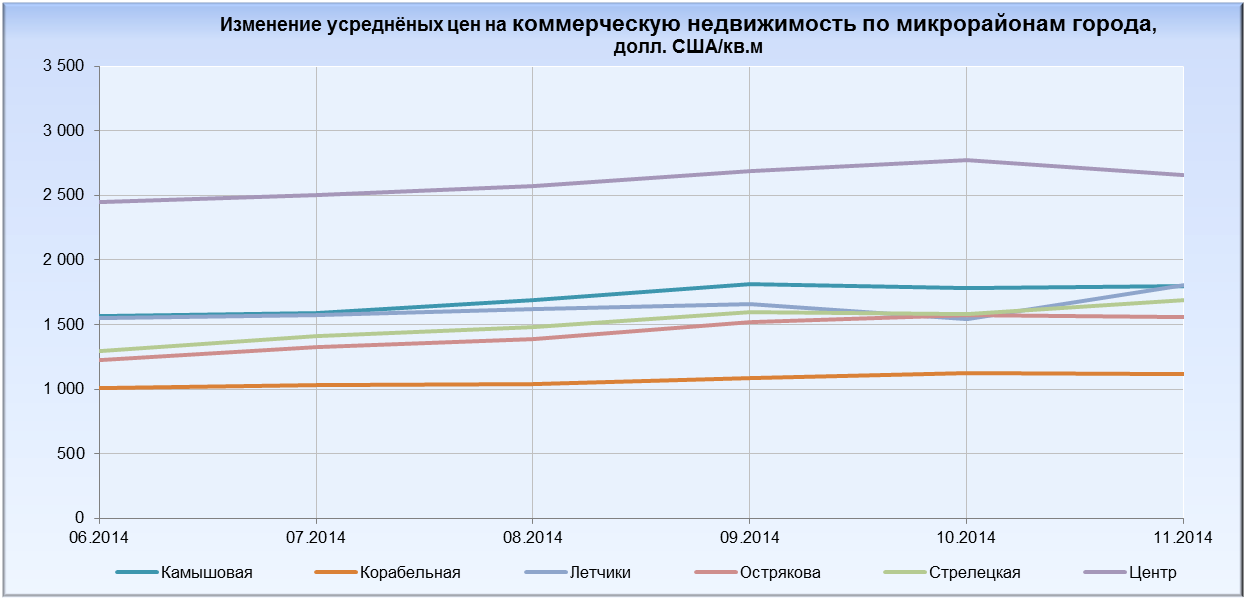 Изменение усреднёных цен на коммерческую недвижимость по микрорайонам города,
долл. США/кв.м
3 500
3 000
2 500
2 000
1 500
1 000
500
0
06.2014 07.2014 08.2014 09.2014 10.2014 11.2014
Камышовая Корабельная Летчики Острякова Стрелецкая Центр